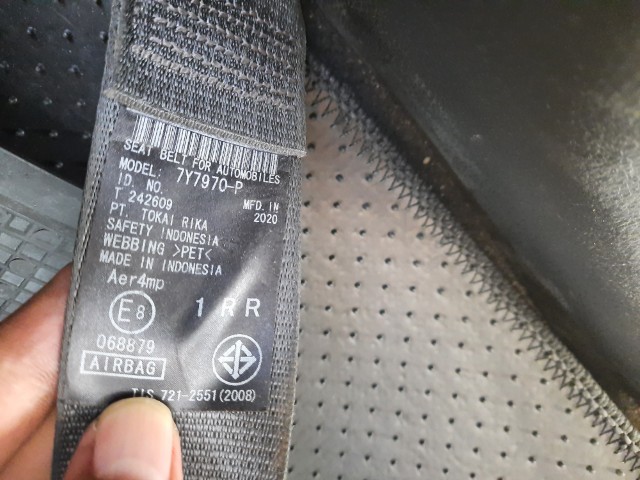 SEAT BELT FOR AUTOMOBILES
MODEL: 7Y7970-P
ID. NO. MFD. IN
T 242609 2020
PT. TOKAI RIKA
SAFETY INDONESIA
WEBBING >PET<
MADE IN INDONESIA
Aer4mp
E8 1 R R
068879
AIRBAG
TIS 721-2551(2008)